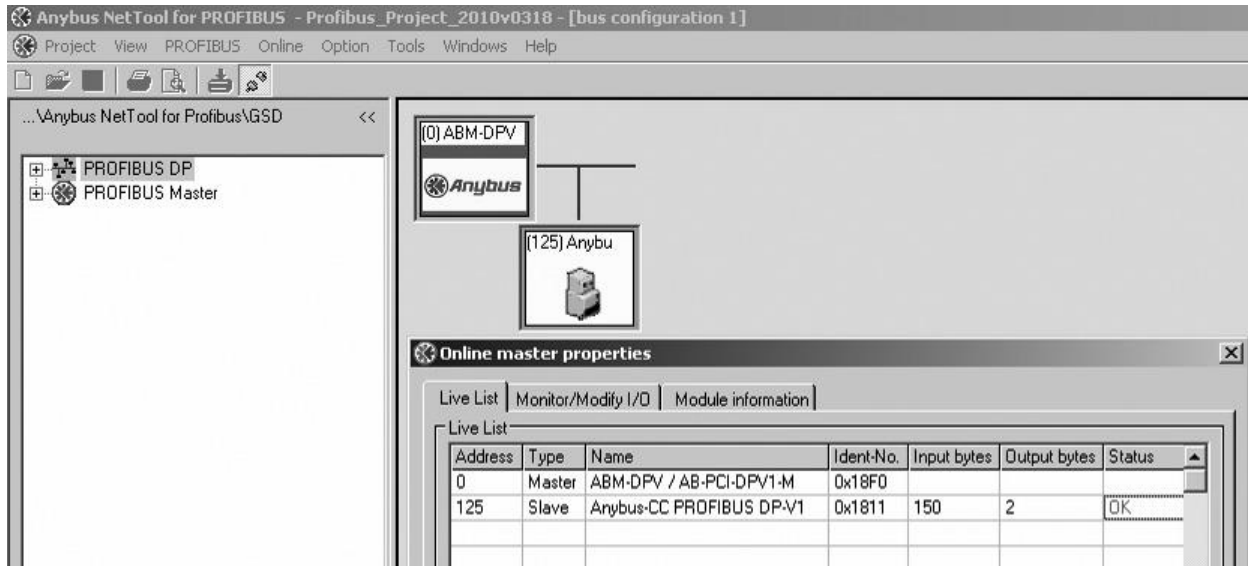 Anybus NetTool for PROFIBUS - Profibus_Project_2010v0318 - [bus configuration 1]
Project View PROFIBUS Online Option Tools Windows Help
...\Anybus NetTool for Profibus\GSD <<
PROFIBUS DP
PROFIBUS Master
(0) ABM-DPV
Anybus
(125) Anybu
Online master properties
Live List Monitor/Modify I/O Module information
Live List
Address Type Name Ident-No. Input bytes Output bytes Status
0 Master ABM-DPV / AB-PCI-DPV1-M 0x18F0
125 Slave Anybus-CC PROFIBUS DP-V1 0x1811 150 2 OK